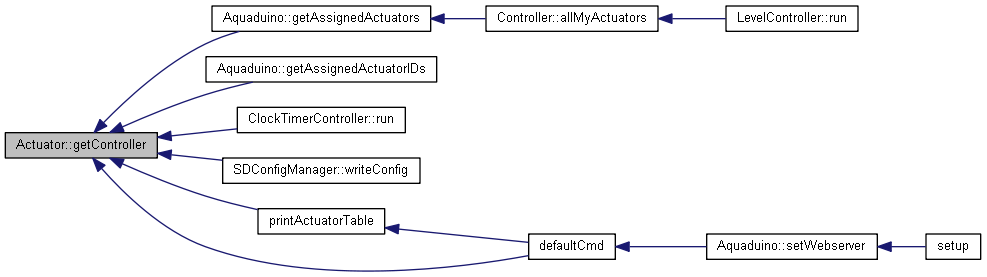 Aquaduino::getAssignedActuators
Controller::allMyActuators
LevelController::run
Aquaduino::getAssignedActuatorIDs
ClockTimerController::run
Actuator::getController
SDConfigManager::writeConfig
printActuatorTable
defaultCmd
Aquaduino::setWebserver
setup